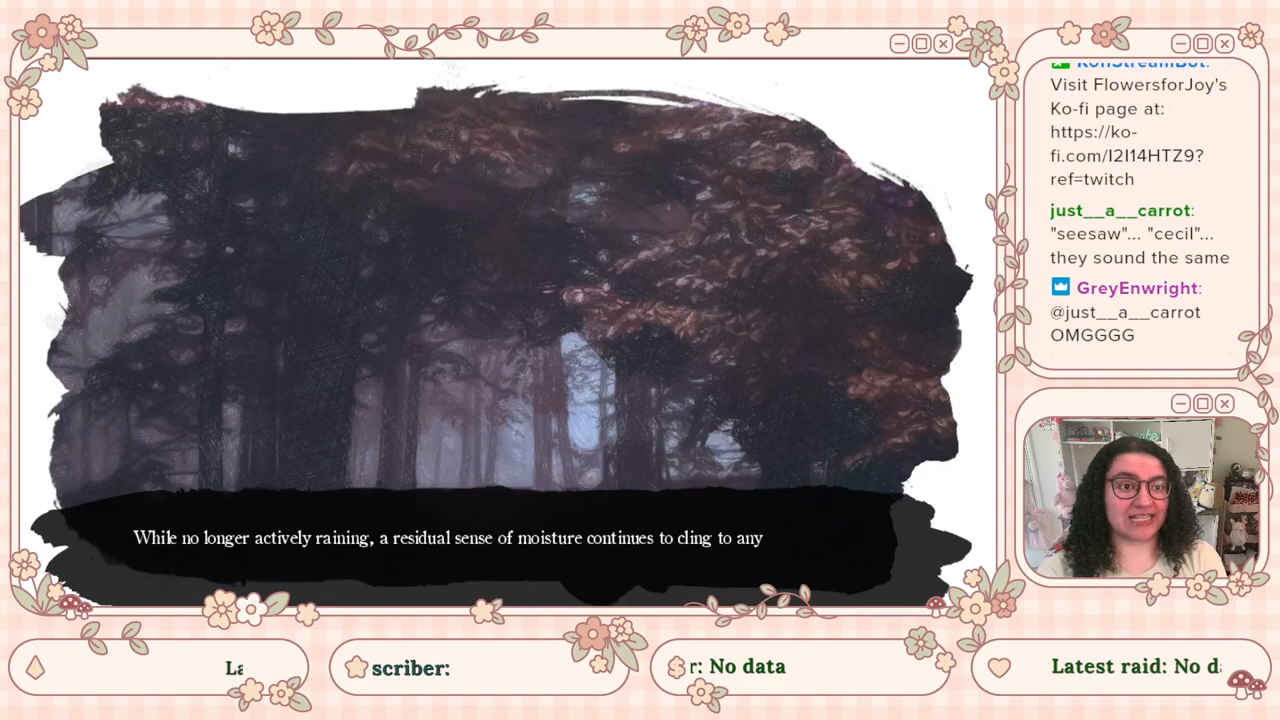 KofiStreamBot:
Visit FlowersforJoy's
Ko-fi page at:
https://ko-
fi.com/I2I14HTZ9?
ref=twitch
just__a__carrot:
"seesaw"... "cecil"...
they sound the same
GreyEnwright:
@just__a__carrot
OMGGGG
While no longer actively raining, a residual sense of moisture continues to cling to any
La
scriber:
r: No data
Latest raid: No da